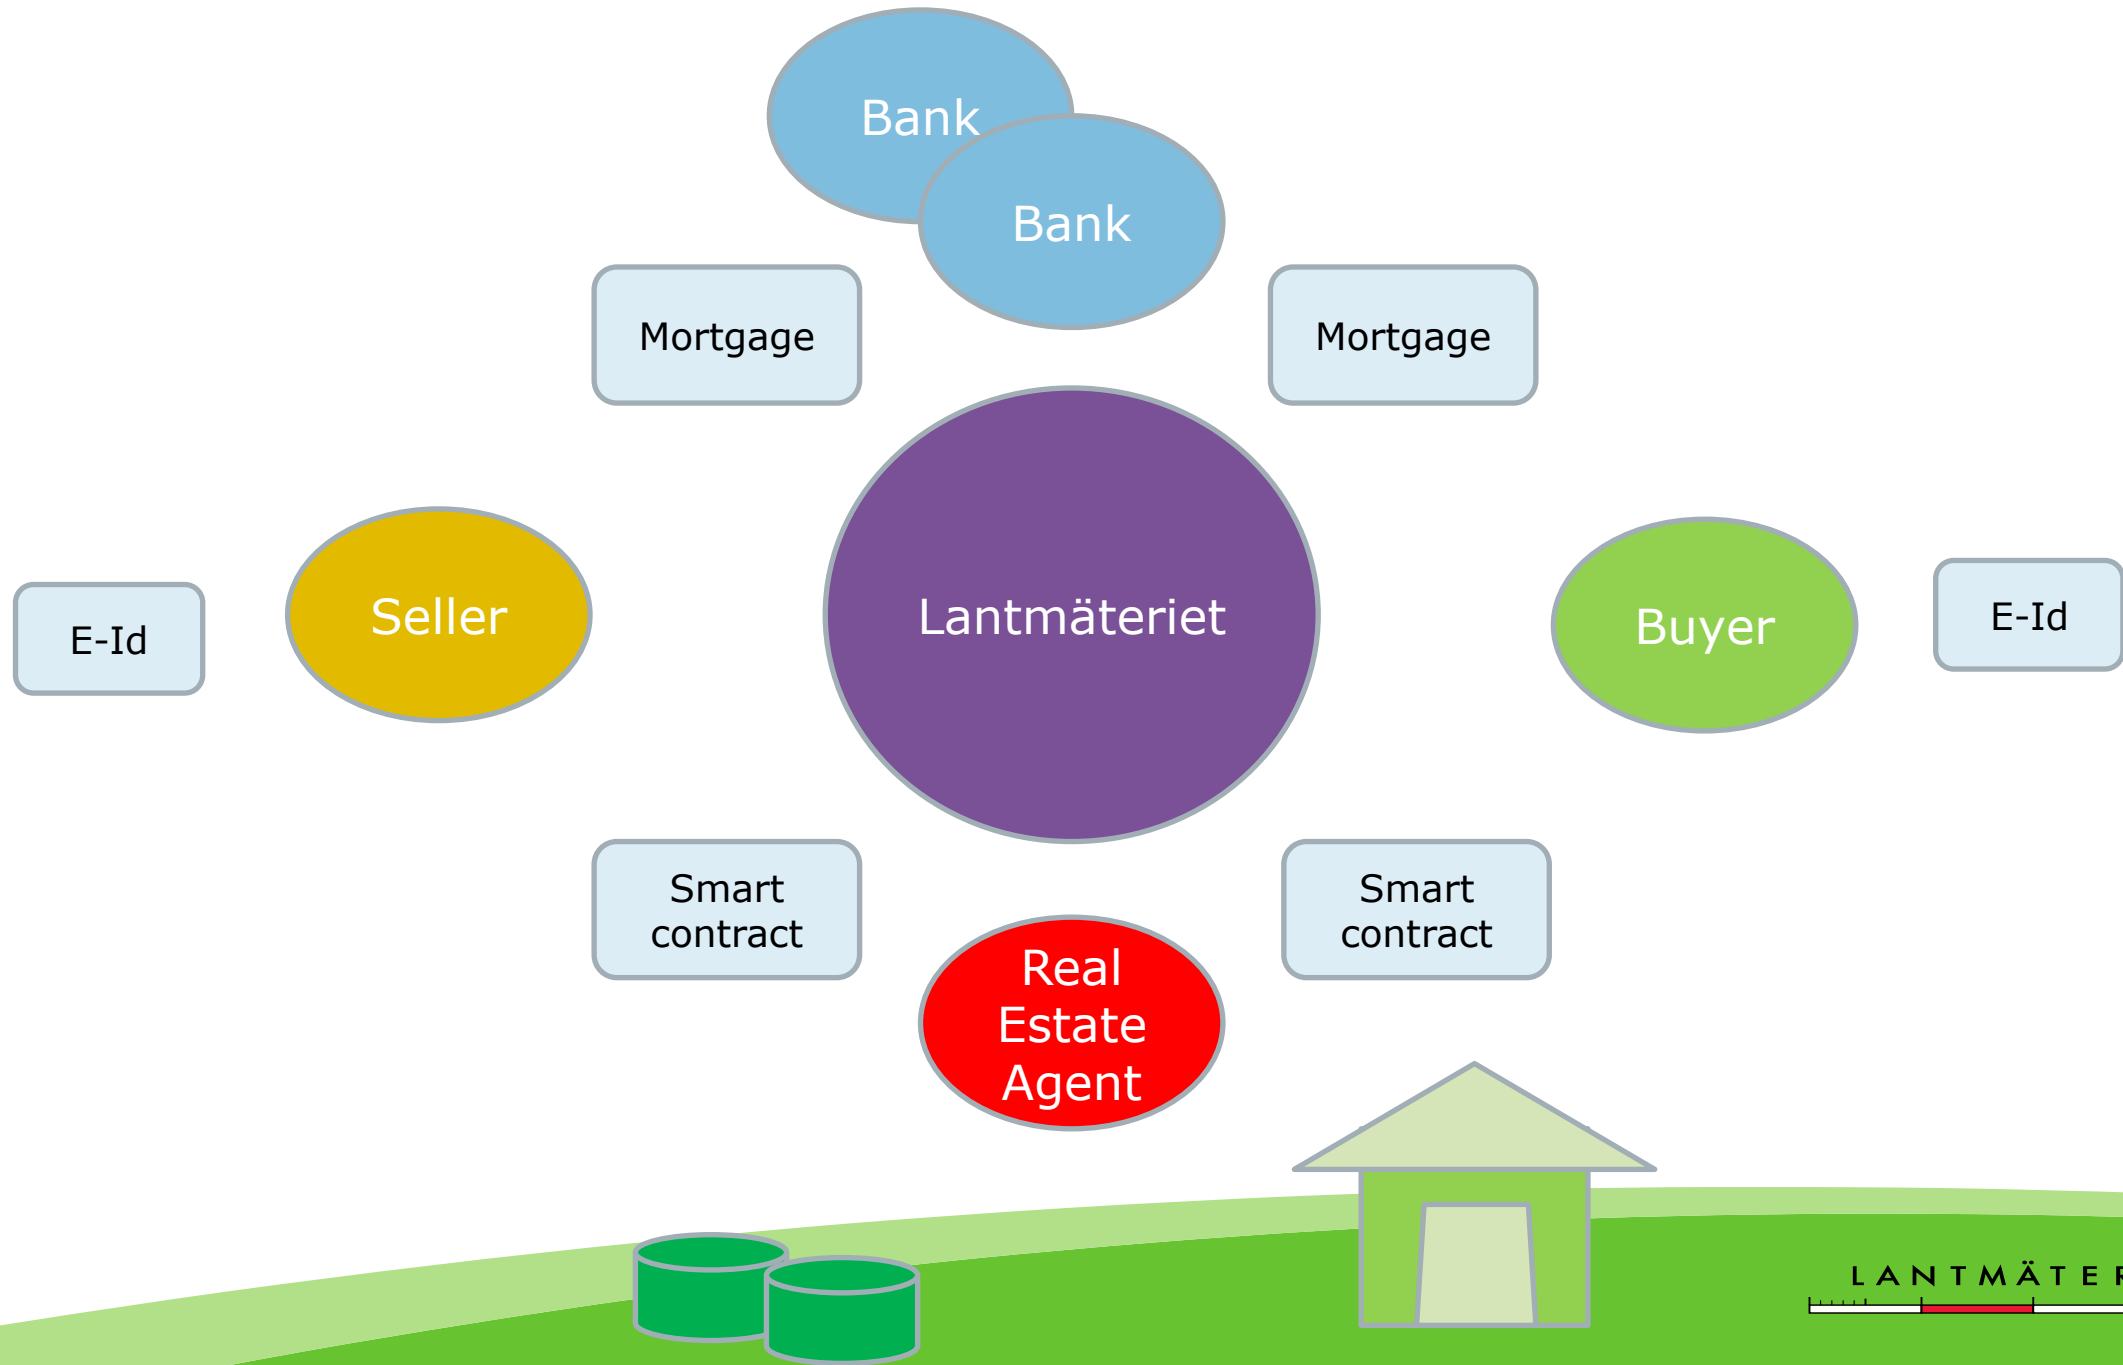 Bank
Bank
Mortgage
Mortgage
Seller
Lantmäteriet
Buyer
E-Id
E-Id
Smart
contract
Smart
contract
Real
Estate
Agent